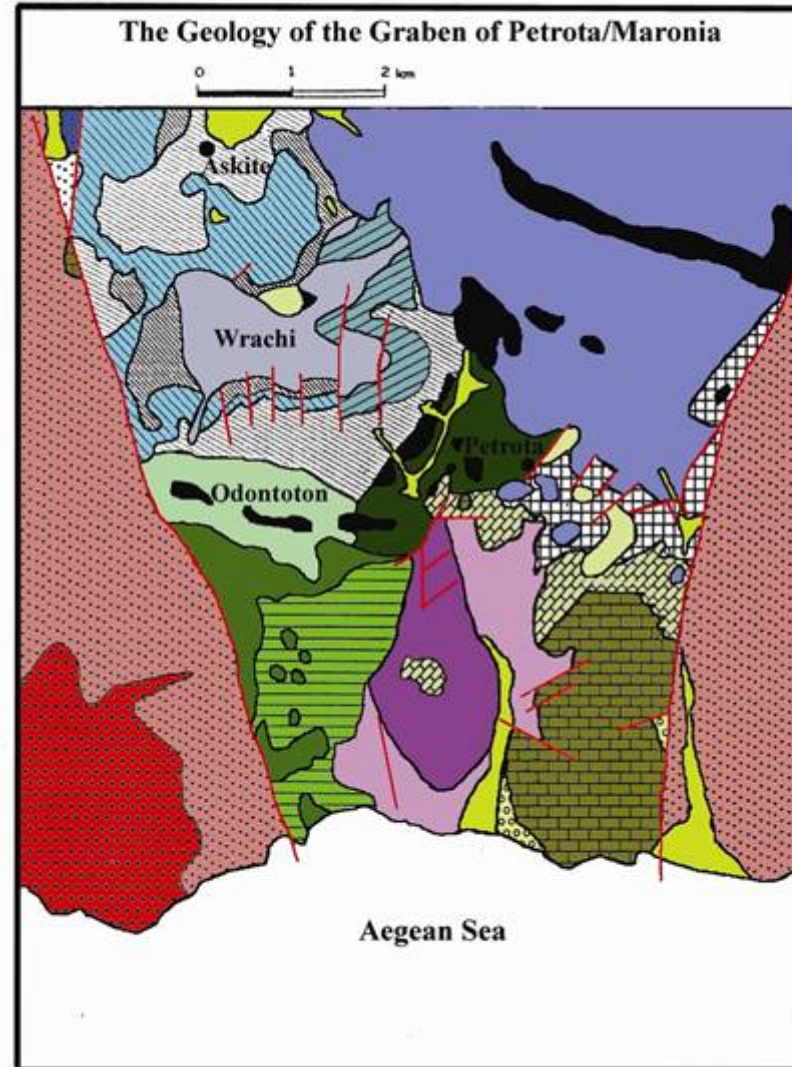 The Geology of the Graben of Petrota/Maronia
0 1 2 km
Askite
Wrachi
Petrota
Odontoton
Aegean Sea